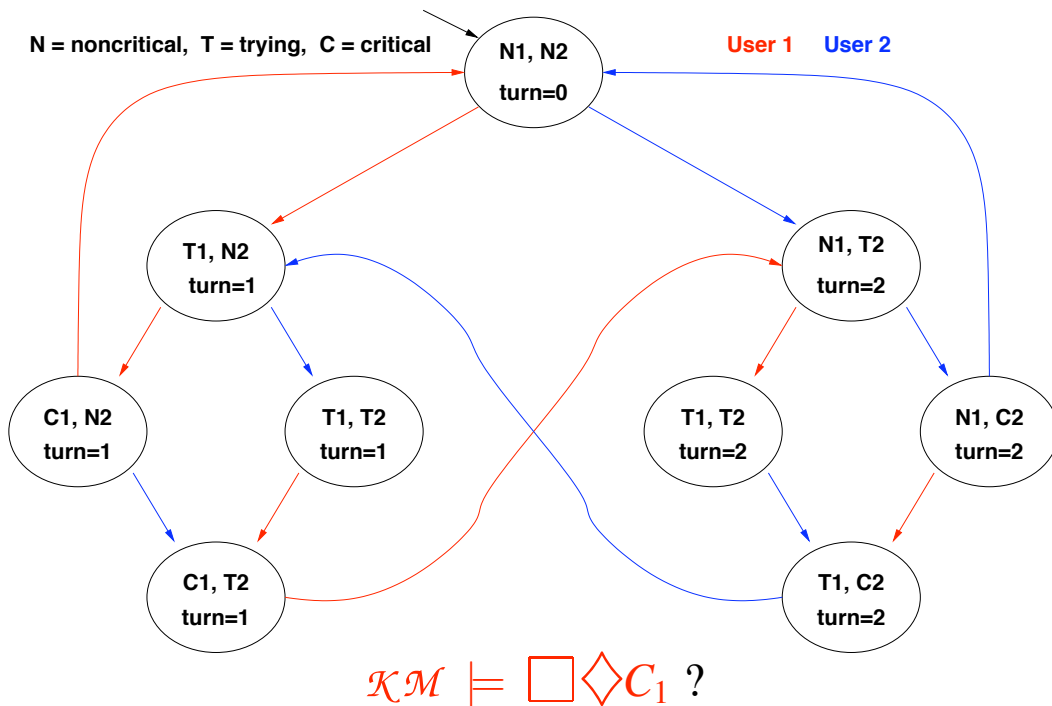 N = noncritical, T = trying, C = critical
User 1 User 2
N1, N2
turn=0
T1, N2
turn=1
N1, T2
turn=2
C1, N2
turn=1
T1, T2
turn=1
T1, T2
turn=2
N1, C2
turn=2
C1, T2
turn=1
T1, C2
turn=2
𝒦ℳ ⊨ □◇C₁ ?